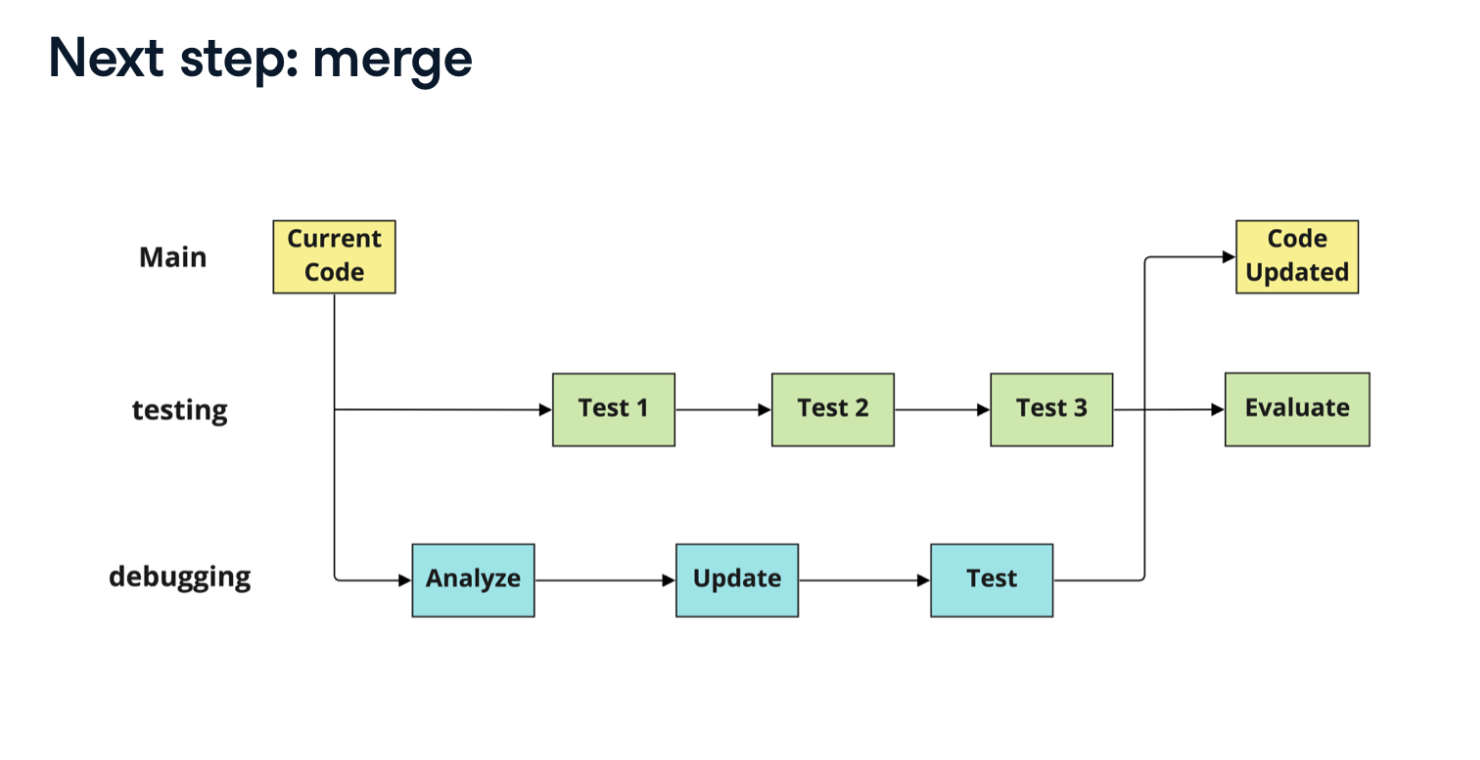 Next step: merge
Main
Current
Code
Code
Updated
testing
Test 1
Test 2
Test 3
Evaluate
debugging
Analyze
Update
Test